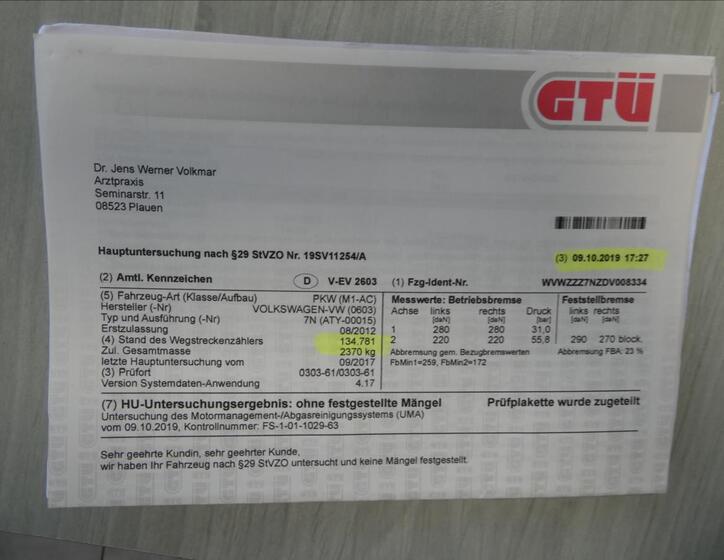 GTÜ
Dr. Jens Werner Volkmar
Arztpraxis
Seminarstr. 11
08523 Plauen
Hauptuntersuchung nach §29 StVZO Nr. 19SV11254/A
(3) 09.10.2019 17:27
(2) Amtl. Kennzeichen D V-EV 2603 (1) Fzg-Ident-Nr. WVWZZZ7NZDV008334
(5) Fahrzeug-Art (Klasse/Aufbau) PKW (M1-AC)
Hersteller (-Nr) VOLKSWAGEN-VW (0603)
Typ und Ausführung (-Nr) 7N (ATY-00015)
Erstzulassung 08/2012
(4) Stand des Wegstreckenzählers 134.781
Zul. Gesamtmasse 2370 kg
letzte Hauptuntersuchung vom 09/2017
(3) Prüfort 0303-61/0303-61
Version Systemdaten-Anwendung 4.17
Messwerte: Betriebsbremse Feststellbremse
Achse links rechts Druck links rechts
[daN] [daN] [bar] [daN] [daN]
1 280 280 31,0
2 220 220 55,8 290 270 block.
Abbremsung gem. Bezugbremswerten Abbremsung FBA: 23 %
FbMin1=259, FbMin2=172
(7) HU-Untersuchungsergebnis: ohne festgestellte Mängel Prüfplakette wurde zugeteilt
Untersuchung des Motormanagement-/Abgasreinigungssystems (UMA)
vom 09.10.2019, Kontrollnummer: FS-1-01-1029-63
Sehr geehrte Kundin, sehr geehrter Kunde,
wir haben Ihr Fahrzeug nach §29 StVZO untersucht und keine Mängel festgestellt.